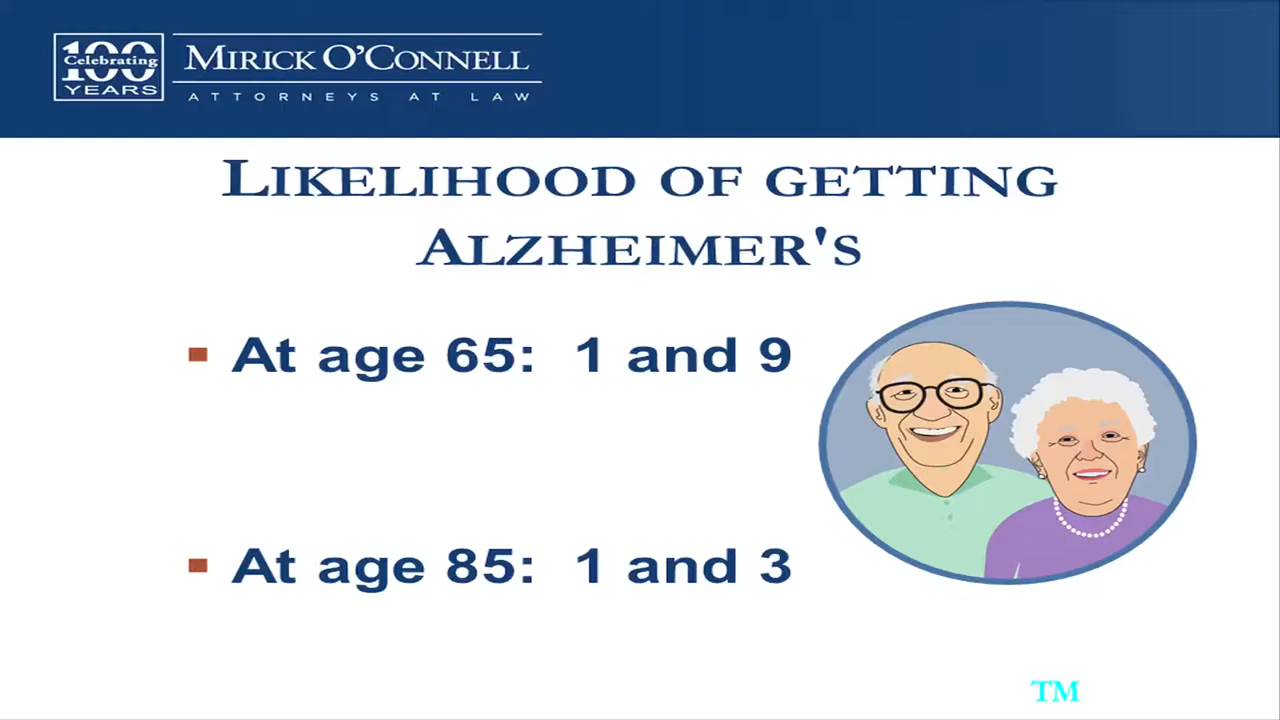 100
Celebrating
YEARS
MIRICK O'CONNELL
ATTORNEYS AT LAW
LIKELIHOOD OF GETTING
ALZHEIMER'S
At age 65: 1 and 9
At age 85: 1 and 3
TM